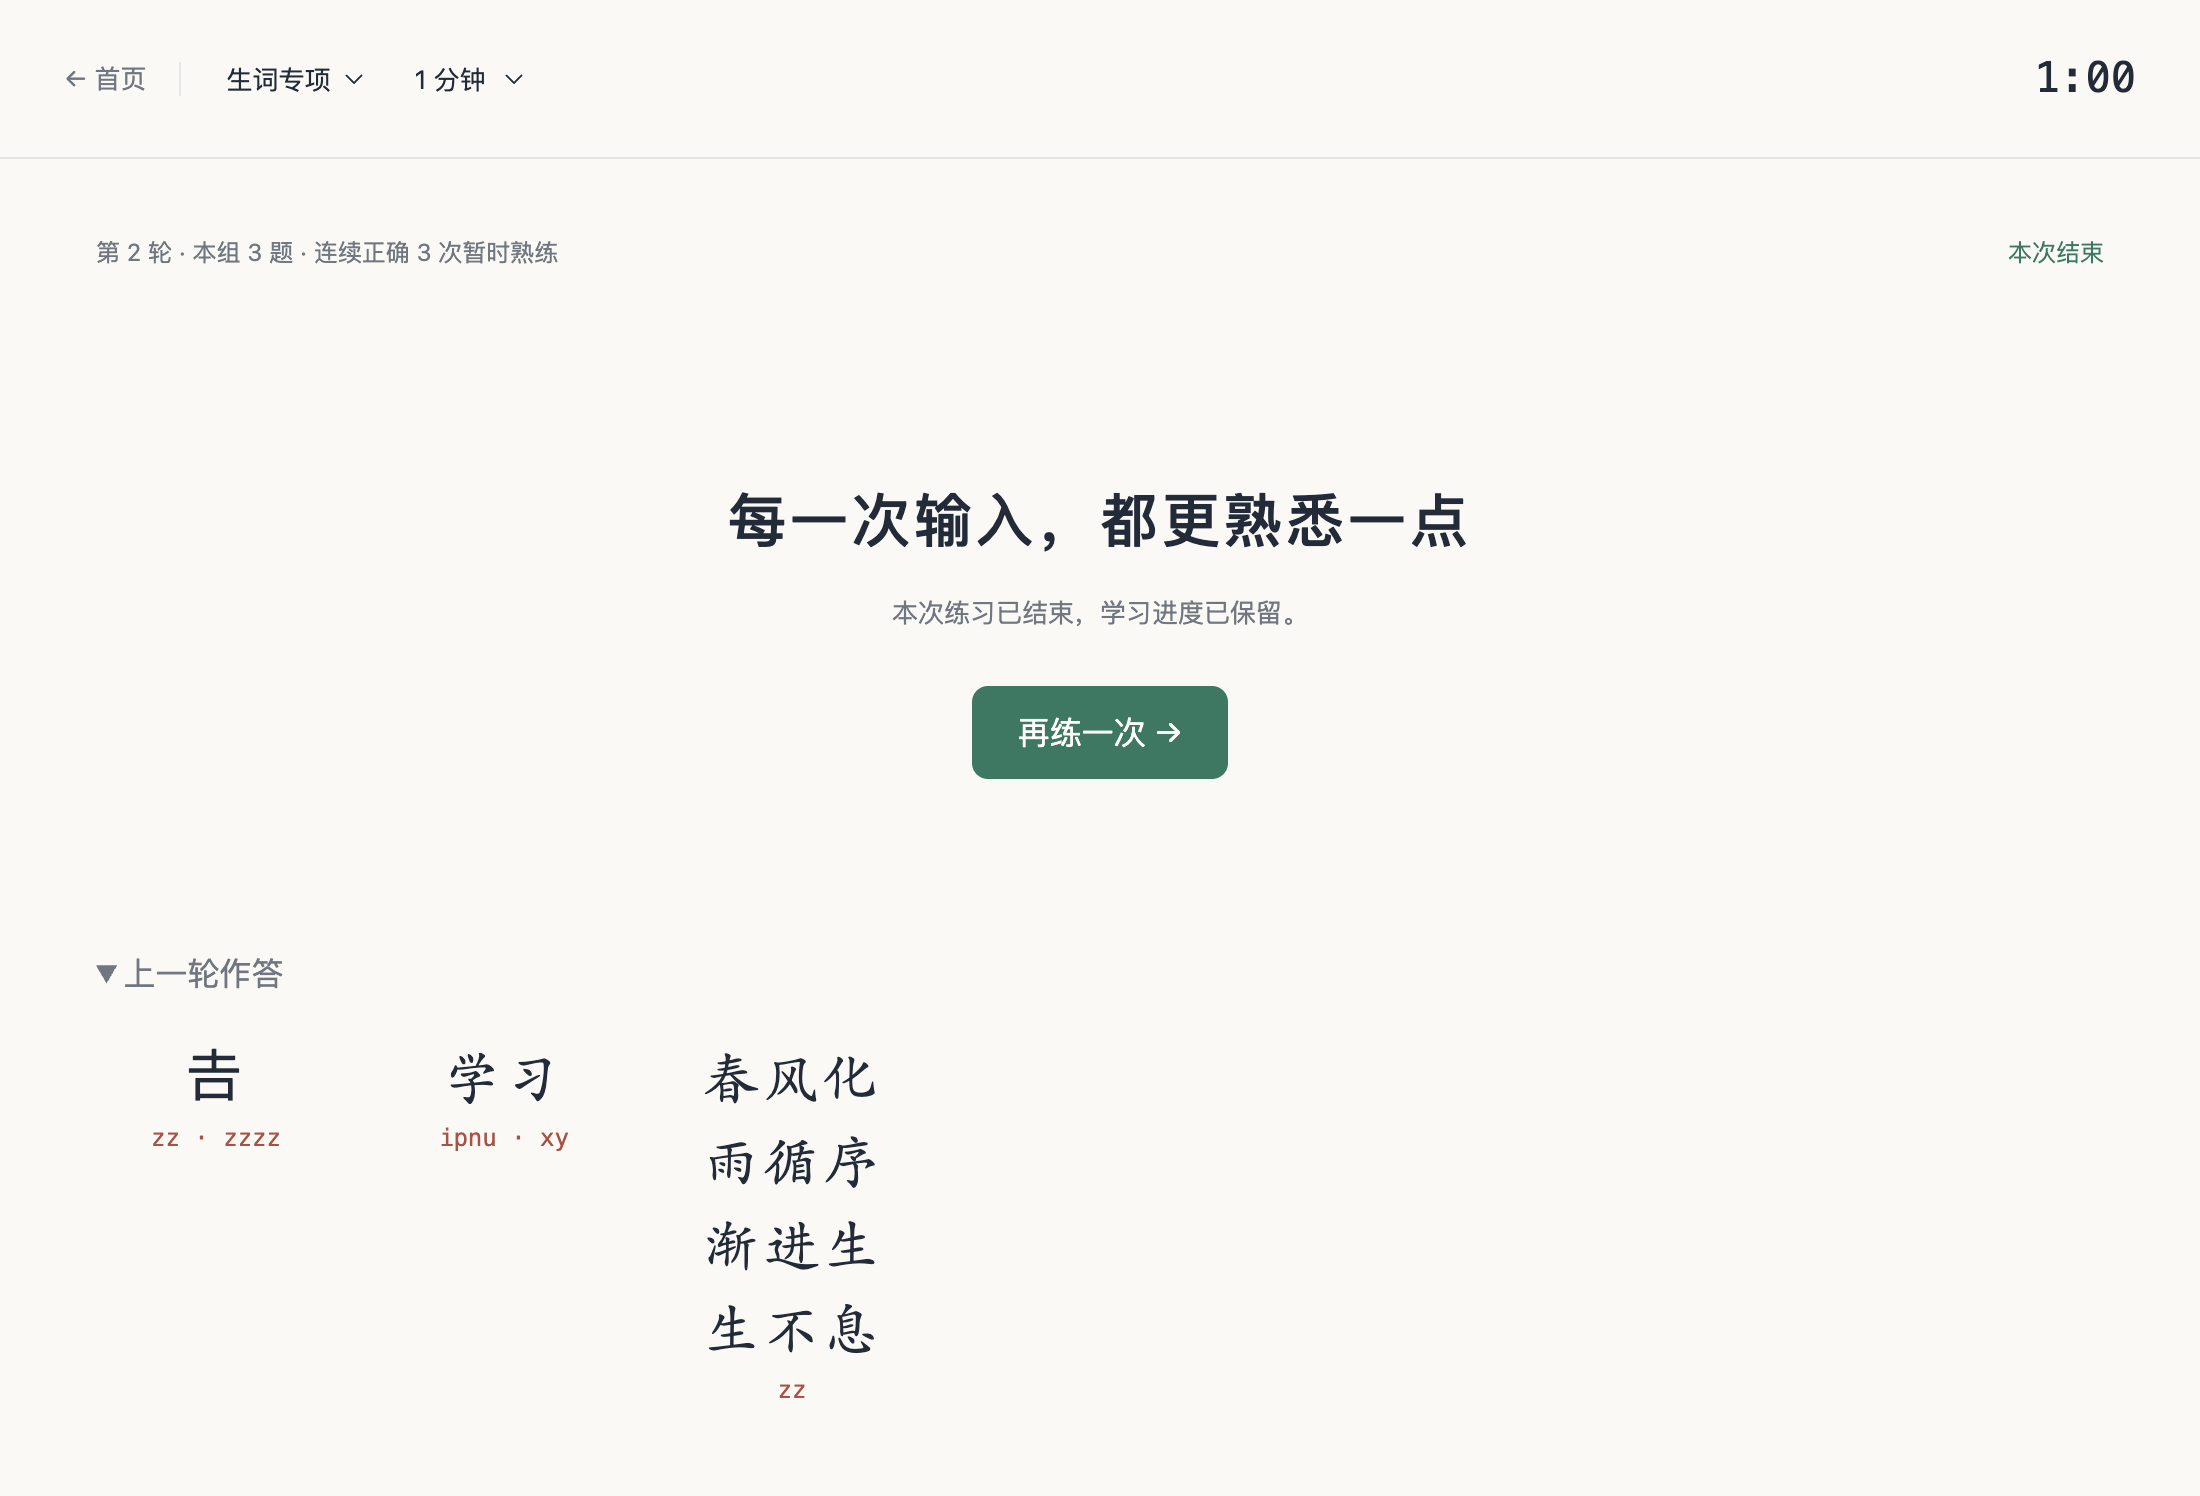 ← 首页
生词专项
1 分钟
1:00
第 2 轮 · 本组 3 题 · 连续正确 3 次暂时熟练
本次结束
每一次输入，都更熟悉一点
本次练习已结束，学习进度已保留。
再练一次 →
▼上一轮作答
𠮷
zz · zzzz
学习
ipnu · xy
春风化
雨循序
渐进生
生不息
zz